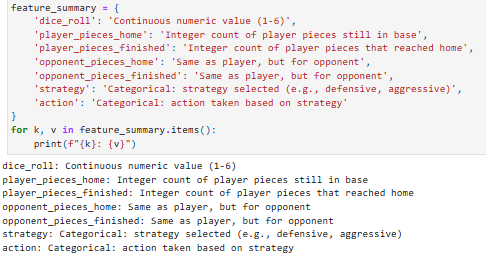 feature_summary = {
    'dice_roll': 'Continuous numeric value (1-6)',
    'player_pieces_home': 'Integer count of player pieces still in base',
    'player_pieces_finished': 'Integer count of player pieces that reached home',
    'opponent_pieces_home': 'Same as player, but for opponent',
    'opponent_pieces_finished': 'Same as player, but for opponent',
    'strategy': 'Categorical: strategy selected (e.g., defensive, aggressive)',
    'action': 'Categorical: action taken based on strategy'
}
for k, v in feature_summary.items():
    print(f"{k}: {v}")
dice_roll: Continuous numeric value (1-6)
player_pieces_home: Integer count of player pieces still in base
player_pieces_finished: Integer count of player pieces that reached home
opponent_pieces_home: Same as player, but for opponent
opponent_pieces_finished: Same as player, but for opponent
strategy: Categorical: strategy selected (e.g., defensive, aggressive)
action: Categorical: action taken based on strategy